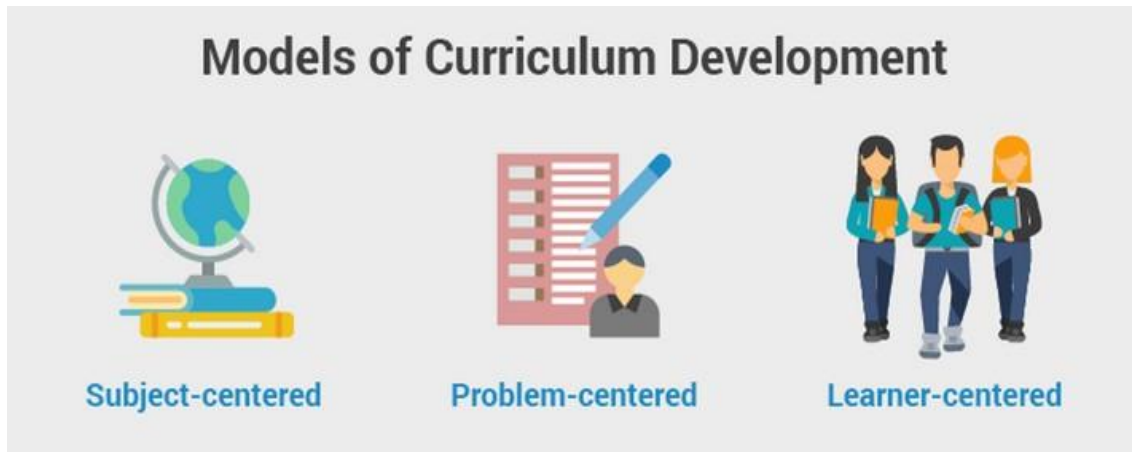 Models of Curriculum Development
Subject-centered
Problem-centered
Learner-centered